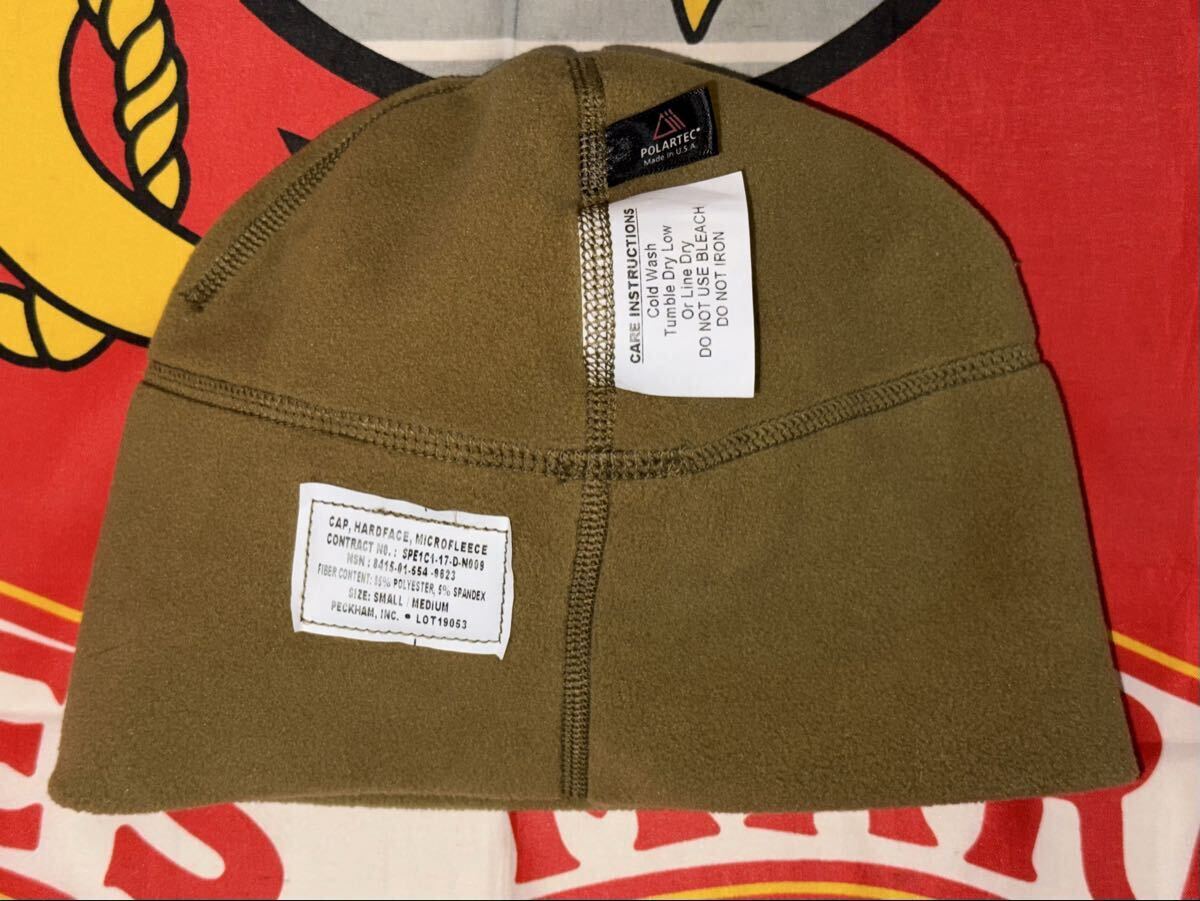 POLARTEC®
Made in U.S.A.
CARE INSTRUCTIONS
Cold Wash
Tumble Dry Low
Or Line Dry
DO NOT USE BLEACH
DO NOT IRON
CAP, HARDFACE, MICROFLEECE
CONTRACT NO. : SPE1C1-17-D-N009
NSN : 8415-01-554-9823
FIBER CONTENT: 95% POLYESTER, 5% SPANDEX
SIZE: SMALL / MEDIUM
PECKHAM, INC. • LOT19053